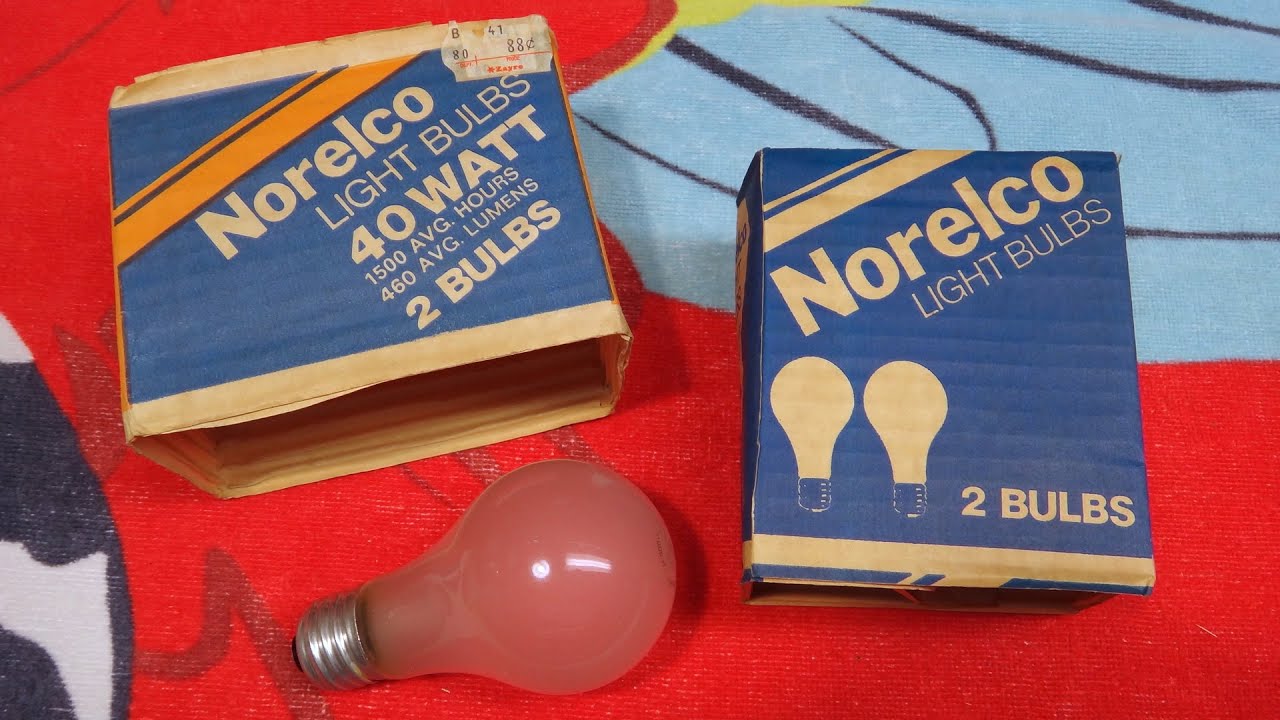 B 41
80 88¢
Zayre
Norelco
LIGHT BULBS
40 WATT
1500 AVG. HOURS
460 AVG. LUMENS
2 BULBS
Norelco
LIGHT BULBS
2 BULBS